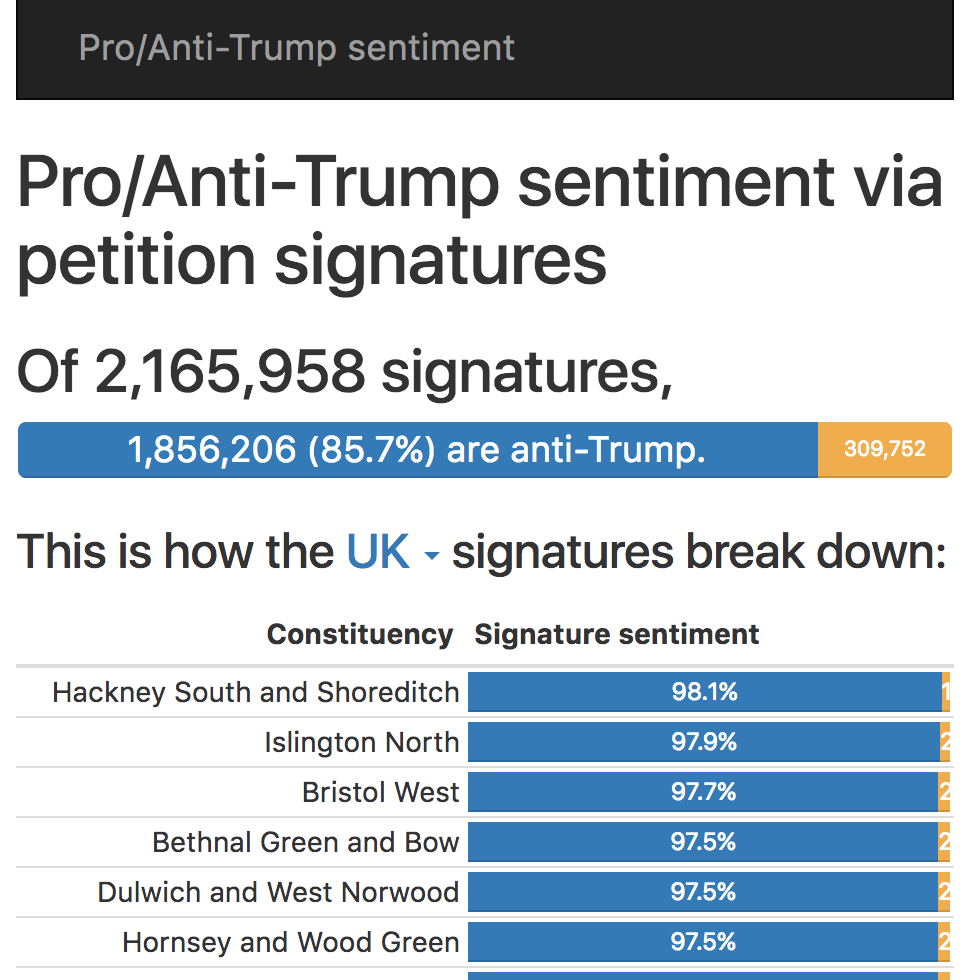 Pro/Anti-Trump sentiment
Pro/Anti-Trump sentiment via
petition signatures
Of 2,165,958 signatures,
1,856,206 (85.7%) are anti-Trump. 309,752
This is how the UK signatures break down:
Constituency Signature sentiment
Hackney South and Shoreditch 98.1% 1
Islington North 97.9% 2
Bristol West 97.7% 2
Bethnal Green and Bow 97.5% 2
Dulwich and West Norwood 97.5% 2
Hornsey and Wood Green 97.5% 2